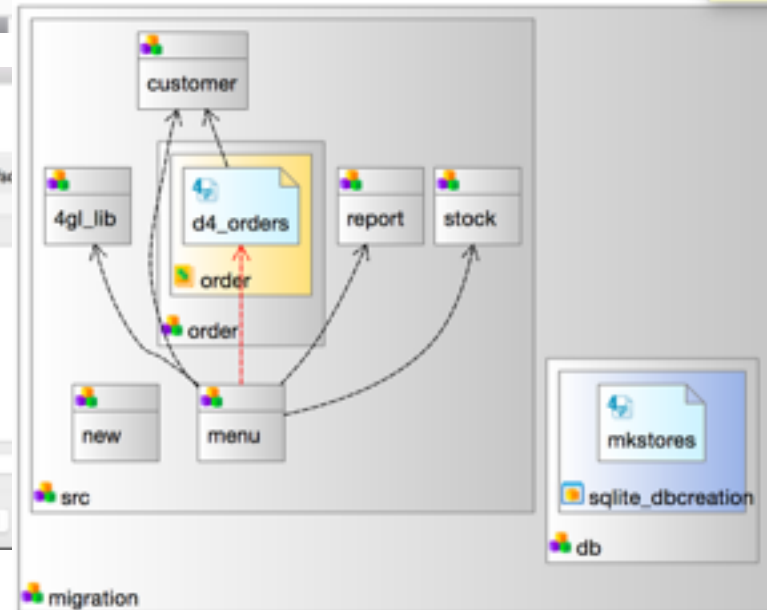 customer
4gl_lib
d4_orders
report
stock
order
order
new
menu
mkstores
src
sqlite_dbcreation
db
migration